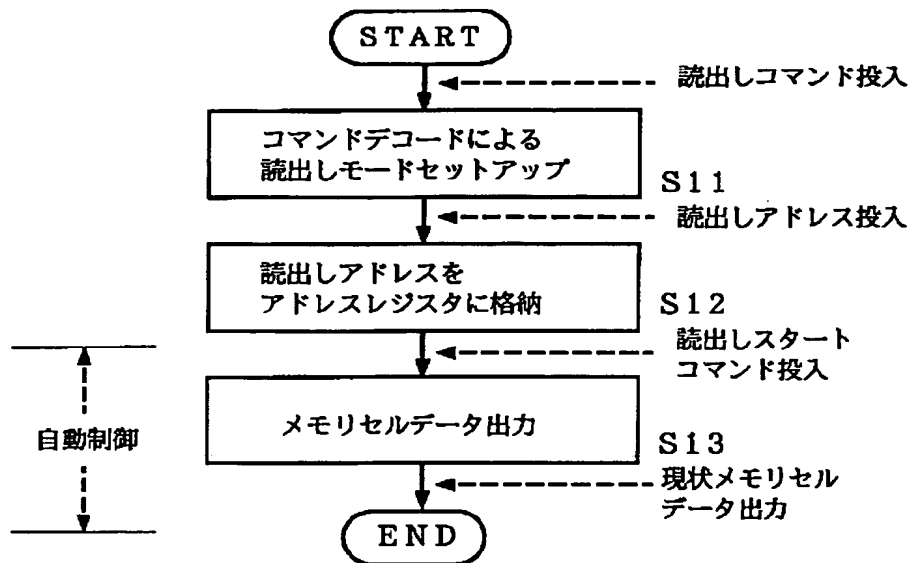 START
読出しコマンド投入
コマンドデコードによる
読出しモードセットアップ
S11
読出しアドレス投入
読出しアドレスを
アドレスレジスタに格納
S12
読出しスタート
コマンド投入
自動制御
メモリセルデータ出力
S13
現状メモリセル
データ出力
END